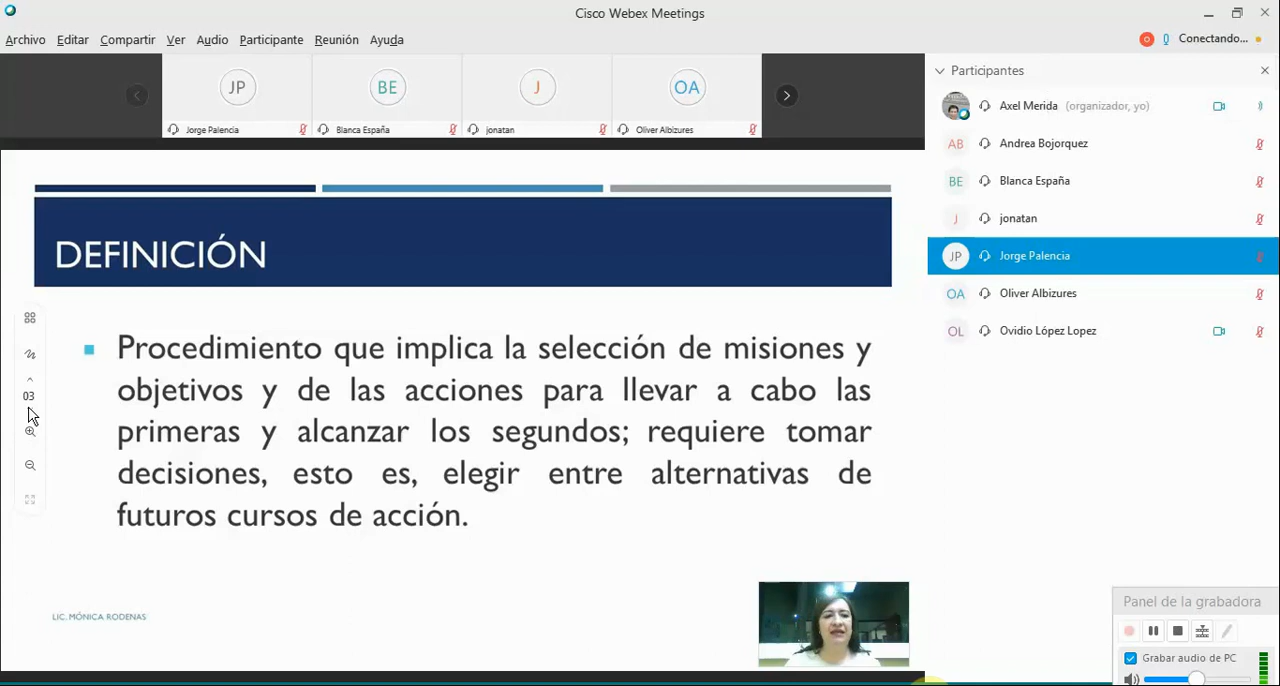 Cisco Webex Meetings
Archivo Editar Compartir Ver Audio Participante Reunión Ayuda
Conectando...
JP
BE
J
OA
Jorge Palencia
Blanca España
jonatan
Oliver Albizures
Participantes
Axel Merida (organizador, yo)
AB Andrea Bojorquez
BE Blanca España
J jonatan
JP Jorge Palencia
OA Oliver Albizures
OL Ovidio López Lopez
DEFINICIÓN
03
Procedimiento que implica la selección de misiones y
objetivos y de las acciones para llevar a cabo las
primeras y alcanzar los segundos; requiere tomar
decisiones, esto es, elegir entre alternativas de
futuros cursos de acción.
LIC. MÓNICA RODENAS
Panel de la grabadora
Grabar audio de PC